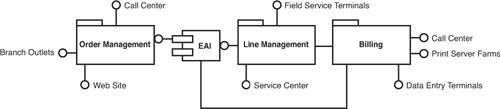 Call Center
Field Service Terminals
Call Center
Order Management
EAI
Line Management
Billing
Branch Outlets
Print Server Farms
Web Site
Service Center
Data Entry Terminals